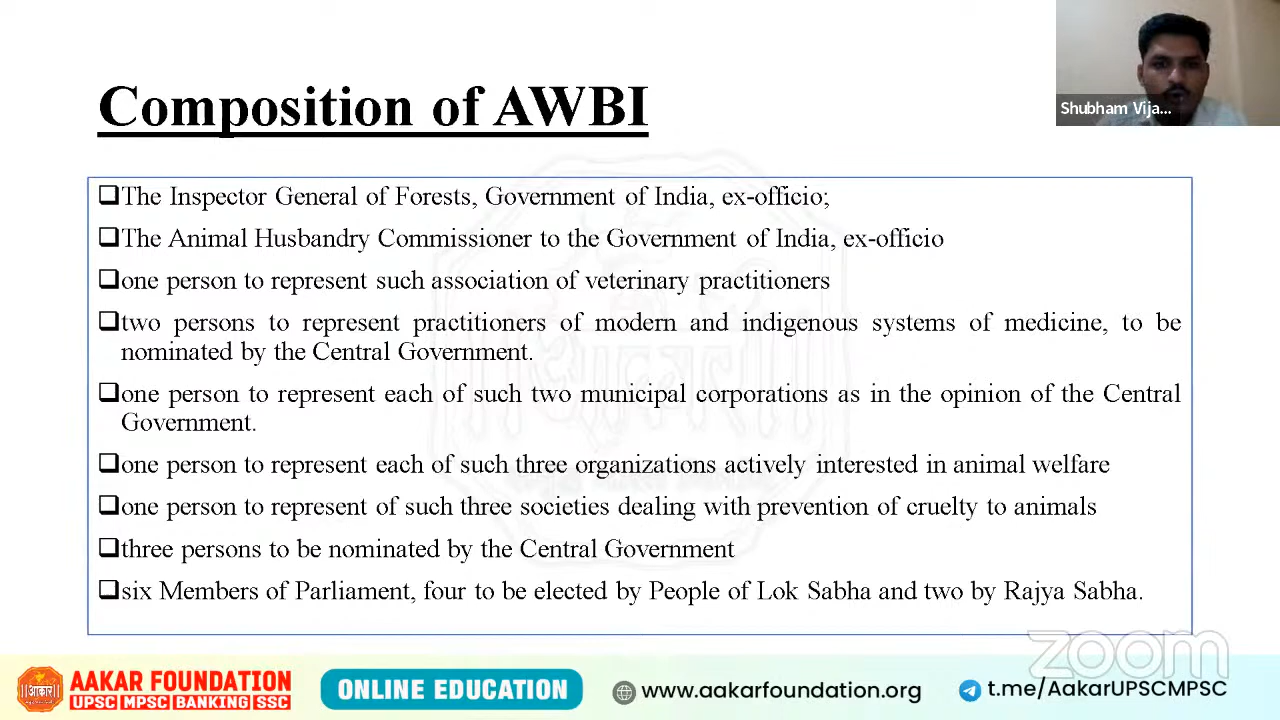 Shubham Vija...
Composition of AWBI
❑The Inspector General of Forests, Government of India, ex-officio;
❑The Animal Husbandry Commissioner to the Government of India, ex-officio
❑one person to represent such association of veterinary practitioners
❑two persons to represent practitioners of modern and indigenous systems of medicine, to be
nominated by the Central Government.
❑one person to represent each of such two municipal corporations as in the opinion of the Central
Government.
❑one person to represent each of such three organizations actively interested in animal welfare
❑one person to represent of such three societies dealing with prevention of cruelty to animals
❑three persons to be nominated by the Central Government
❑six Members of Parliament, four to be elected by People of Lok Sabha and two by Rajya Sabha.
zoom
आकार
AAKAR FOUNDATION
UPSC MPSC BANKING SSC
ONLINE EDUCATION
www.aakarfoundation.org
t.me/AakarUPSCMPSC